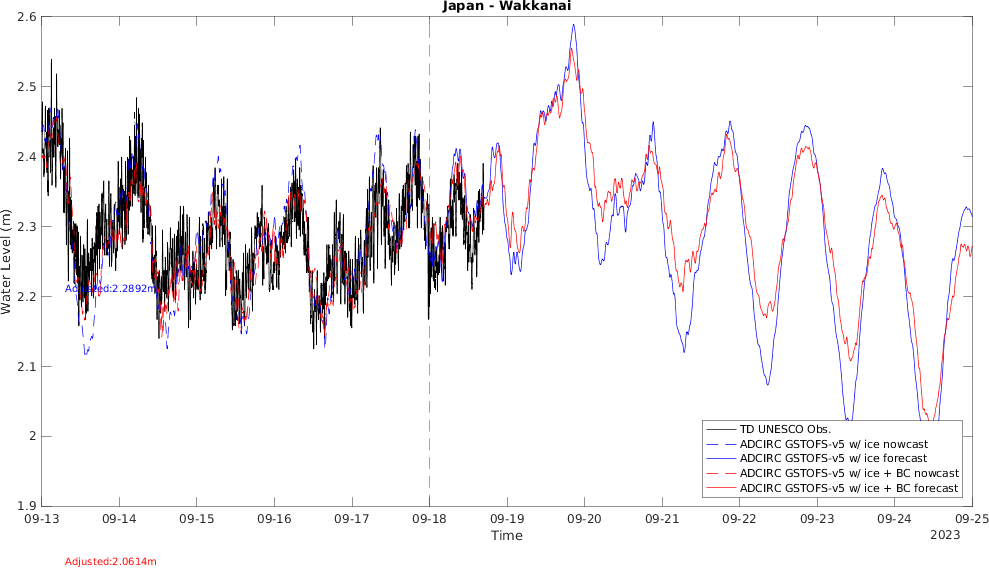 Japan - Wakkanai
Water Level (m)
2.6
2.5
2.4
2.3
2.2
2.1
2
1.9
Adjusted:2.2892m
TD UNESCO Obs.
ADCIRC GSTOFS-v5 w/ ice nowcast
ADCIRC GSTOFS-v5 w/ ice forecast
ADCIRC GSTOFS-v5 w/ ice + BC nowcast
ADCIRC GSTOFS-v5 w/ ice + BC forecast
09-13 09-14 09-15 09-16 09-17 09-18 09-19 09-20 09-21 09-22 09-23 09-24 09-25
Time
2023
Adjusted:2.0614m